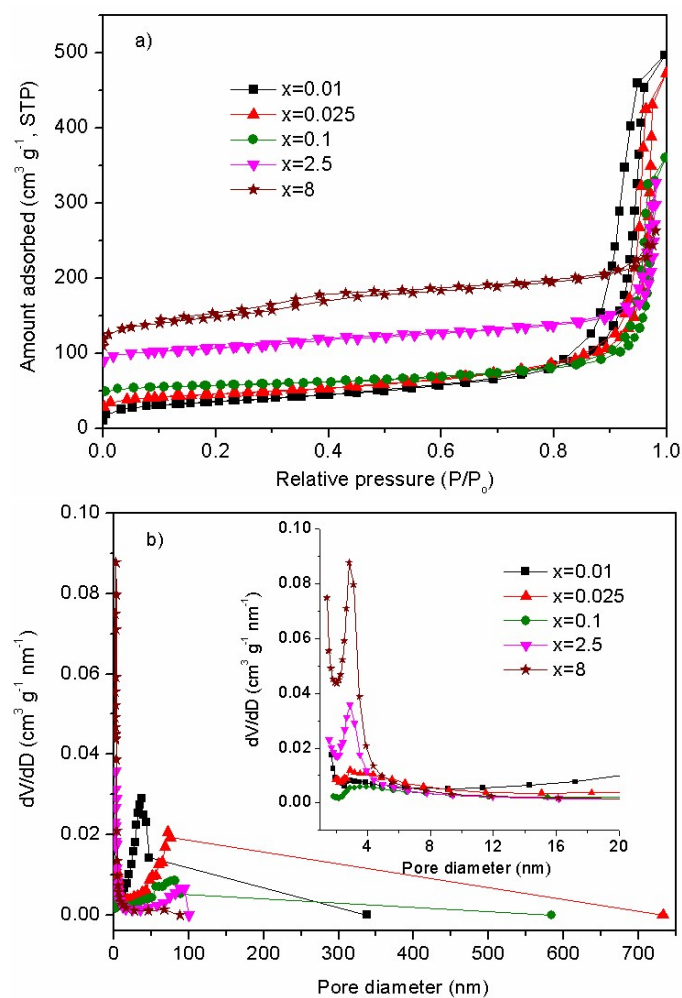 a)
500
400
300
200
100
0
Amount adsorbed (cm³ g⁻¹, STP)
x=0.01
x=0.025
x=0.1
x=2.5
x=8
0.0 0.2 0.4 0.6 0.8 1.0
Relative pressure (P/P₀)
b)
0.10
0.08
0.06
0.04
0.02
0.00
dV/dD (cm³ g⁻¹ nm⁻¹)
0.10
0.08
0.06
0.04
0.02
0.00
dV/dD (cm³ g⁻¹ nm⁻¹)
x=0.01
x=0.025
x=0.1
x=2.5
x=8
4 8 12 16 20
Pore diameter (nm)
0 100 200 300 400 500 600 700
Pore diameter (nm)